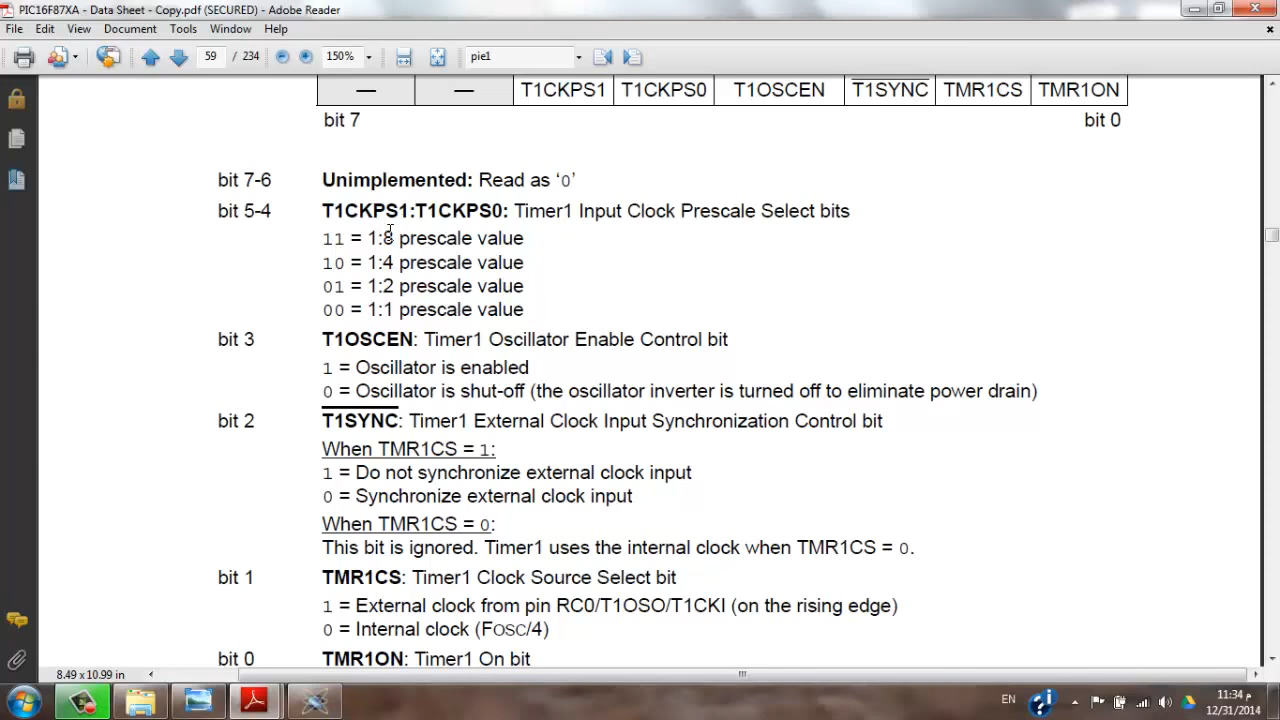 PIC16F87XA - Data Sheet - Copy.pdf (SECURED) - Adobe Reader
File Edit View Document Tools Window Help
59 / 234 150% pie1
— — T1CKPS1 T1CKPS0 T1OSCEN T1SYNC TMR1CS TMR1ON
bit 7 bit 0
bit 7-6 Unimplemented: Read as ‘0’
bit 5-4 T1CKPS1:T1CKPS0: Timer1 Input Clock Prescale Select bits
11 = 1:8 prescale value
10 = 1:4 prescale value
01 = 1:2 prescale value
00 = 1:1 prescale value
bit 3 T1OSCEN: Timer1 Oscillator Enable Control bit
1 = Oscillator is enabled
0 = Oscillator is shut-off (the oscillator inverter is turned off to eliminate power drain)
bit 2 T1SYNC: Timer1 External Clock Input Synchronization Control bit
When TMR1CS = 1:
1 = Do not synchronize external clock input
0 = Synchronize external clock input
When TMR1CS = 0:
This bit is ignored. Timer1 uses the internal clock when TMR1CS = 0.
bit 1 TMR1CS: Timer1 Clock Source Select bit
1 = External clock from pin RC0/T1OSO/T1CKI (on the rising edge)
0 = Internal clock (FOSC/4)
bit 0 TMR1ON: Timer1 On bit
8.49 x 10.99 in
EN
11:34 م
12/31/2014